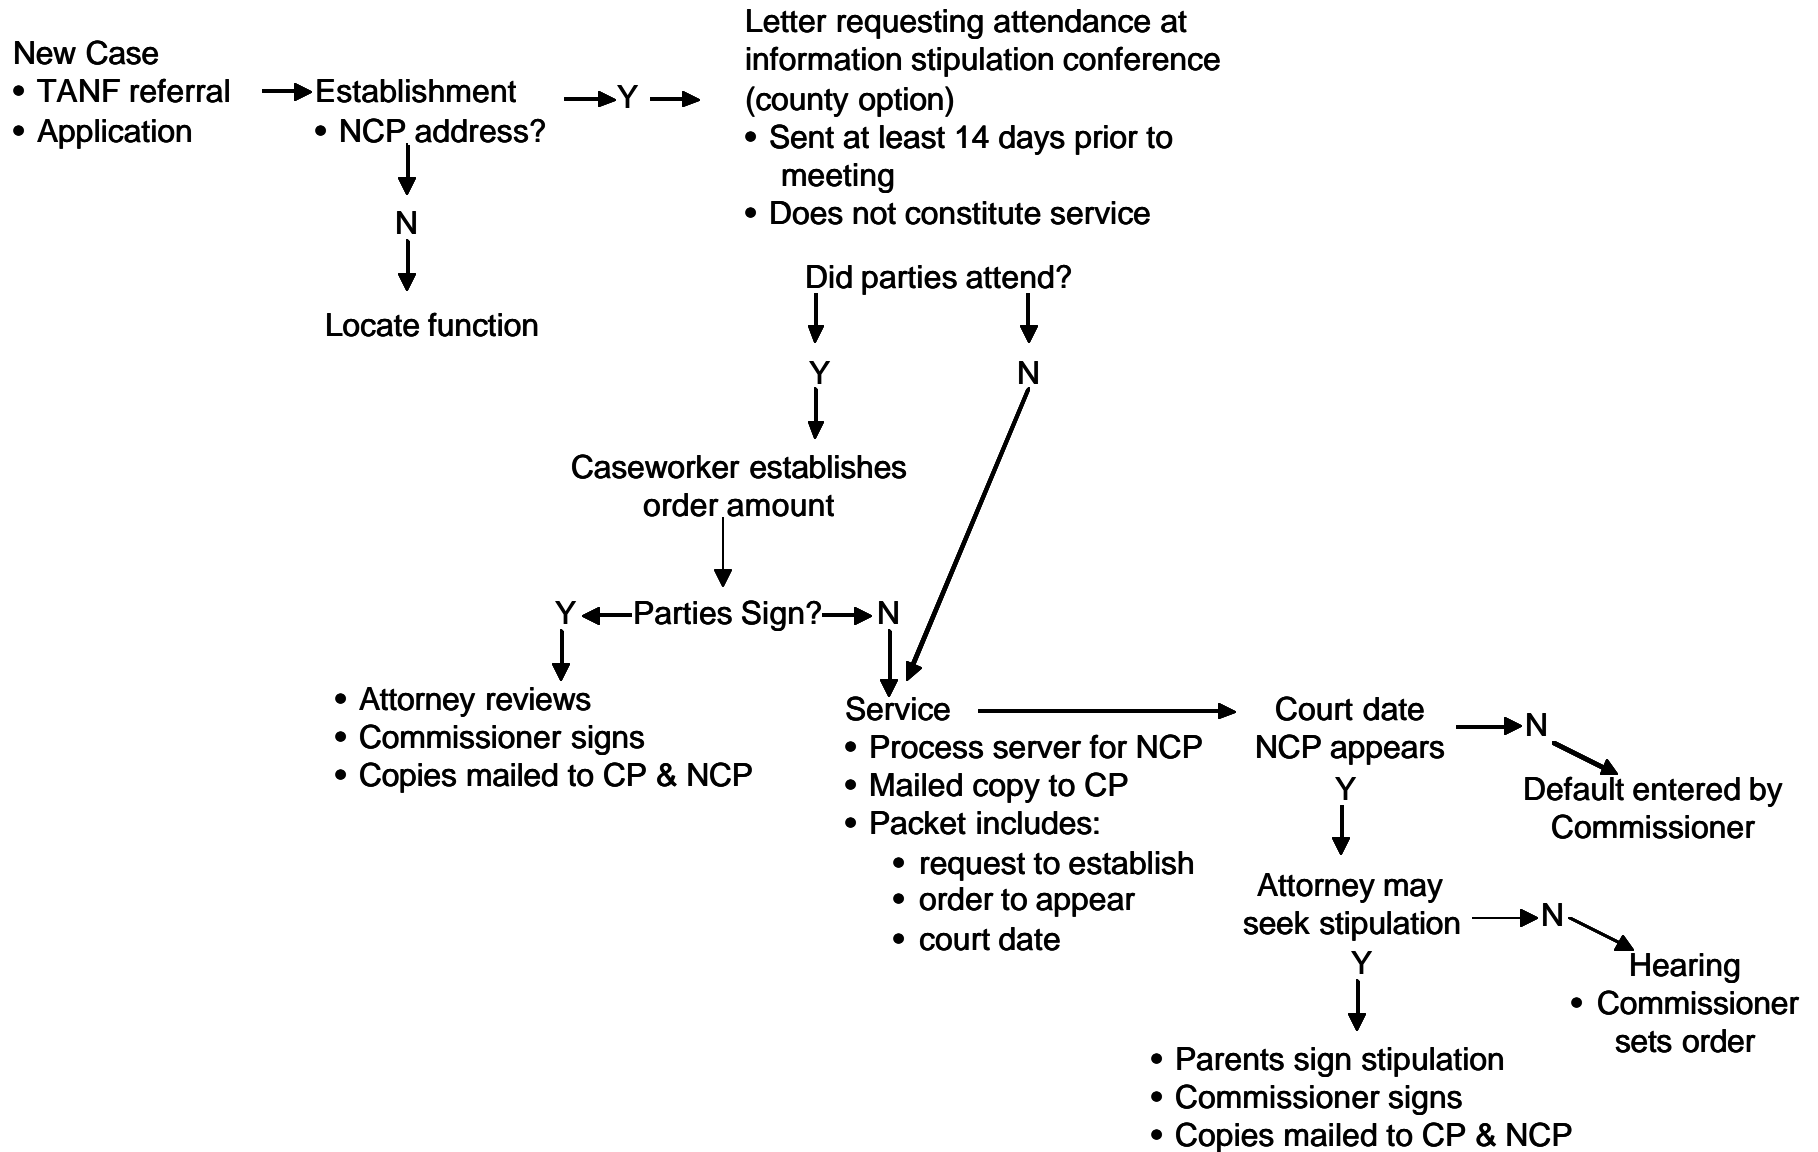 New Case
• TANF referral
• Application
Establishment
• NCP address?
Y
N
Locate function
Letter requesting attendance at
information stipulation conference
(county option)
• Sent at least 14 days prior to
meeting
• Does not constitute service
Did parties attend?
Y
N
Caseworker establishes
order amount
Parties Sign?
Y
N
• Attorney reviews
• Commissioner signs
• Copies mailed to CP & NCP
Service
• Process server for NCP
• Mailed copy to CP
• Packet includes:
• request to establish
• order to appear
• court date
Court date
NCP appears
N
Default entered by
Commissioner
Y
Attorney may
seek stipulation
N
Hearing
• Commissioner
sets order
Y
• Parents sign stipulation
• Commissioner signs
• Copies mailed to CP & NCP